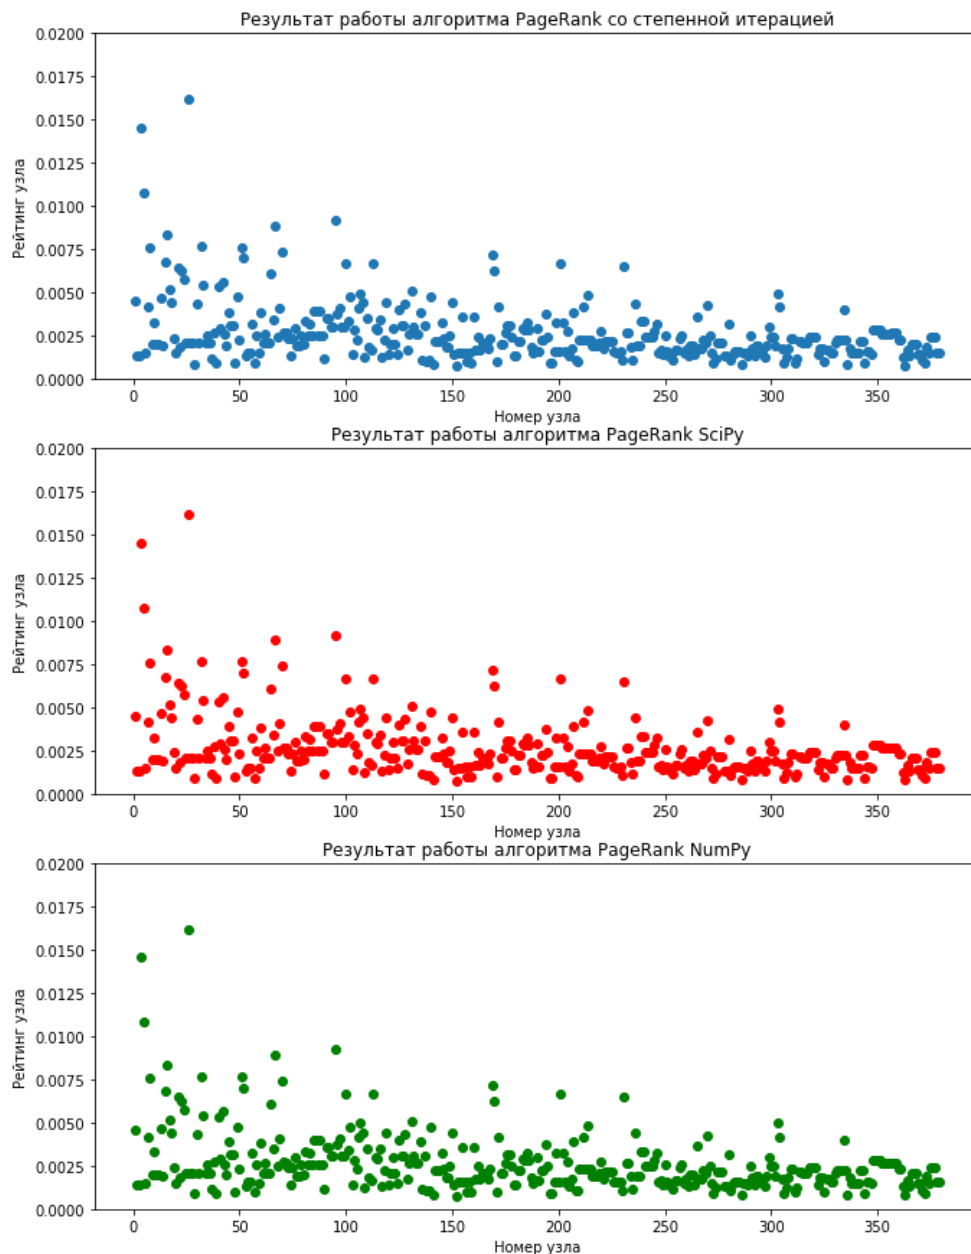 Результат работы алгоритма PageRank со степенной итерацией
0.0200
0.0175
0.0150
0.0125
0.0100
0.0075
0.0050
0.0025
0.0000
Рейтинг узла
0 50 100 150 200 250 300 350
Номер узла
Результат работы алгоритма PageRank SciPy
0.0200
0.0175
0.0150
0.0125
0.0100
0.0075
0.0050
0.0025
0.0000
Рейтинг узла
0 50 100 150 200 250 300 350
Номер узла
Результат работы алгоритма PageRank NumPy
0.0200
0.0175
0.0150
0.0125
0.0100
0.0075
0.0050
0.0025
0.0000
Рейтинг узла
0 50 100 150 200 250 300 350
Номер узла